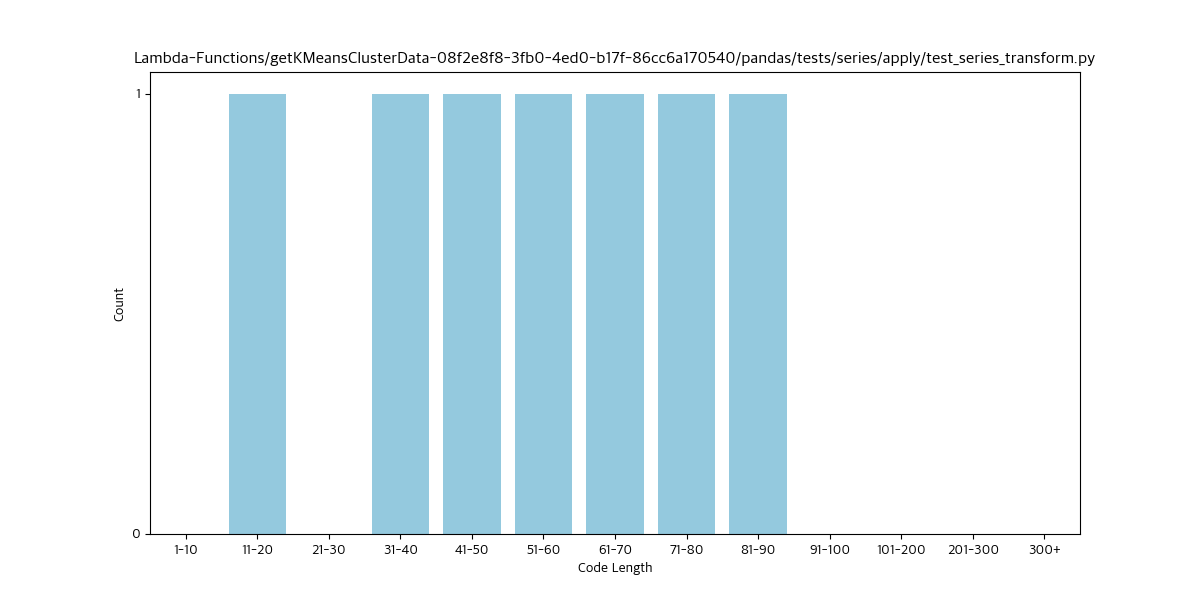 Lambda-Functions/getKMeansClusterData-08f2e8f8-3fb0-4ed0-b17f-86cc6a170540/pandas/tests/series/apply/test_series_transform.py
1
Count
0
1-10 11-20 21-30 31-40 41-50 51-60 61-70 71-80 81-90 91-100 101-200 201-300 300+
Code Length